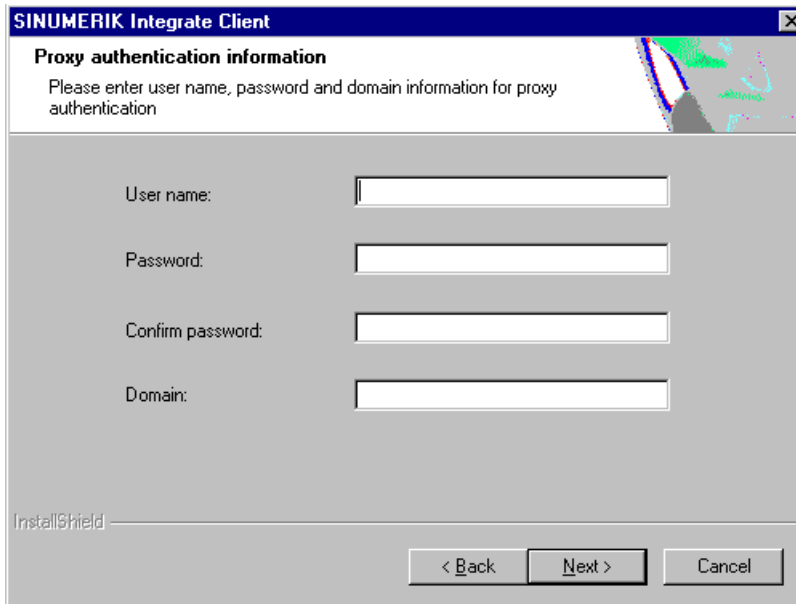 SINUMERIK Integrate Client
Proxy authentication information
Please enter user name, password and domain information for proxy
authentication
User name:
Password:
Confirm password:
Domain:
InstallShield
< Back Next > Cancel